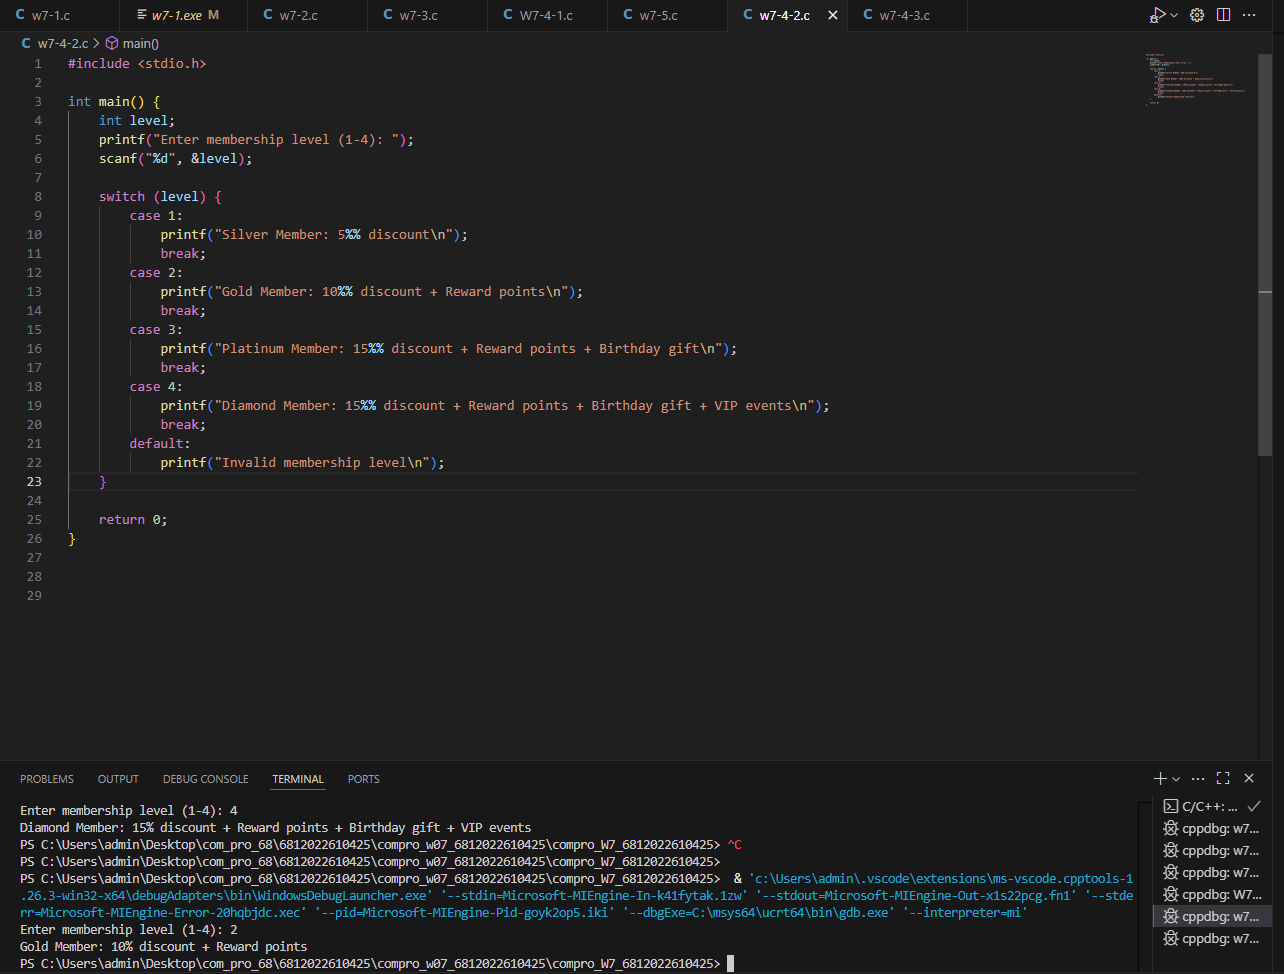 C w7-1.c
w7-1.exe M
C w7-2.c
C w7-3.c
C W7-4-1.c
C w7-5.c
C w7-4-2.c
C w7-4-3.c
C w7-4-2.c > main()
1 #include <stdio.h>
2
3 int main() {
4 int level;
5 printf("Enter membership level (1-4): ");
6 scanf("%d", &level);
7
8 switch (level) {
9 case 1:
10 printf("Silver Member: 5%% discount\n");
11 break;
12 case 2:
13 printf("Gold Member: 10%% discount + Reward points\n");
14 break;
15 case 3:
16 printf("Platinum Member: 15%% discount + Reward points + Birthday gift\n");
17 break;
18 case 4:
19 printf("Diamond Member: 15%% discount + Reward points + Birthday gift + VIP events\n");
20 break;
21 default:
22 printf("Invalid membership level\n");
23 }
24
25 return 0;
26 }
27
28
29
PROBLEMS OUTPUT DEBUG CONSOLE TERMINAL PORTS
Enter membership level (1-4): 4
Diamond Member: 15% discount + Reward points + Birthday gift + VIP events
PS C:\Users\admin\Desktop\com_pro_68\6812022610425\compro_w07_6812022610425\compro_W7_6812022610425> ^C
PS C:\Users\admin\Desktop\com_pro_68\6812022610425\compro_w07_6812022610425\compro_W7_6812022610425>
PS C:\Users\admin\Desktop\com_pro_68\6812022610425\compro_w07_6812022610425\compro_W7_6812022610425> & 'c:\Users\admin\.vscode\extensions\ms-vscode.cpptools-1
.26.3-win32-x64\debugAdapters\bin\WindowsDebugLauncher.exe' '--stdin=Microsoft-MIEngine-In-k41fytak.1zw' '--stdout=Microsoft-MIEngine-Out-x1s22pcg.fn1' '--stde
rr=Microsoft-MIEngine-Error-20hqbjdc.xec' '--pid=Microsoft-MIEngine-Pid-goyk2op5.iki' '--dbgExe=C:\msys64\ucrt64\bin\gdb.exe' '--interpreter=mi'
Enter membership level (1-4): 2
Gold Member: 10% discount + Reward points
PS C:\Users\admin\Desktop\com_pro_68\6812022610425\compro_w07_6812022610425\compro_W7_6812022610425>
C/C++: ...
cppdbg: w7...
cppdbg: w7...
cppdbg: w7...
cppdbg: W7...
cppdbg: w7...
cppdbg: w7...